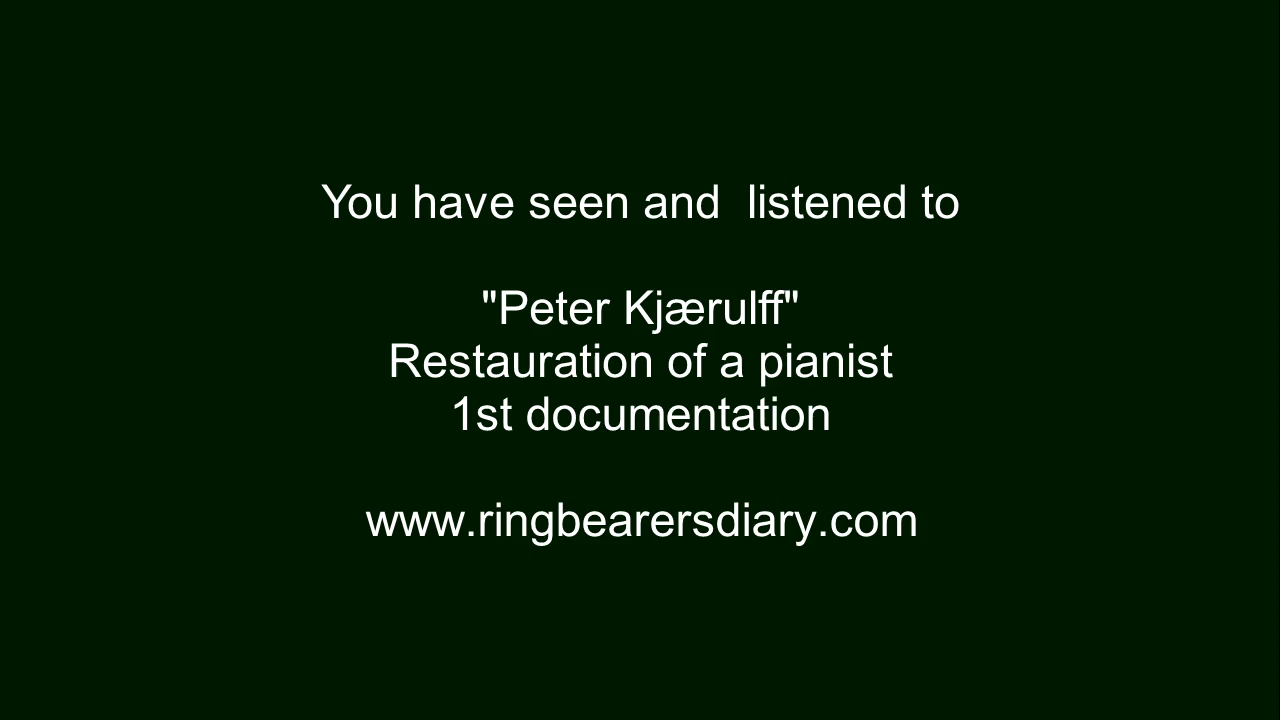 You have seen and  listened to
"Peter Kjærulff"
Restauration of a pianist
1st documentation
www.ringbearersdiary.com